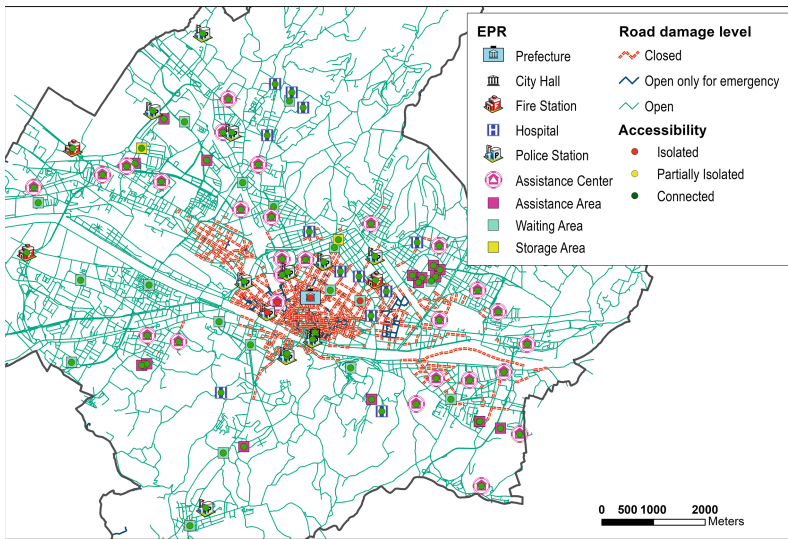 EPR
Prefecture
City Hall
Fire Station
Hospital
Police Station
Assistance Center
Assistance Area
Waiting Area
Storage Area
Road damage level
Closed
Open only for emergency
Open
Accessibility
Isolated
Partially Isolated
Connected
0 500 1000 2000
Meters